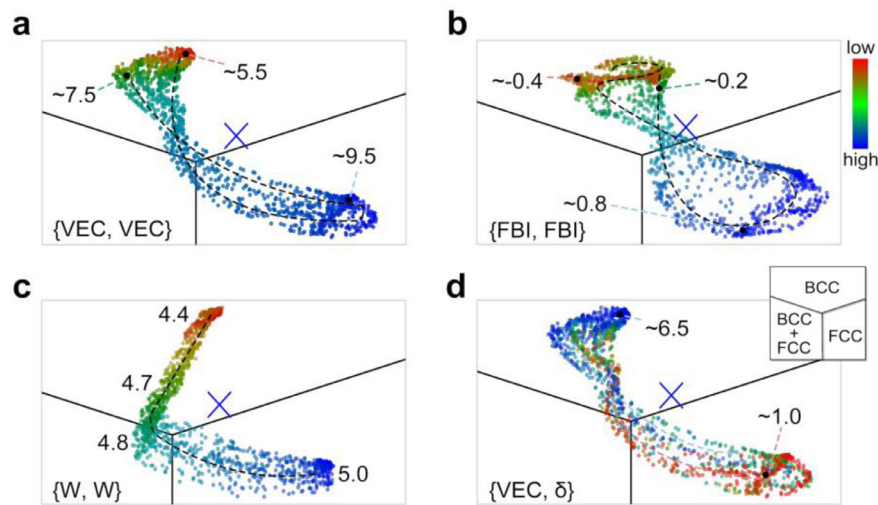 a
~7.5
~5.5
~9.5
{VEC, VEC}
b
~-0.4
~0.2
~0.8
{FBI, FBI}
low
high
c
4.4
4.7
4.8
5.0
{W, W}
d
~6.5
~1.0
{VEC, δ}
BCC
BCC
+
FCC
FCC